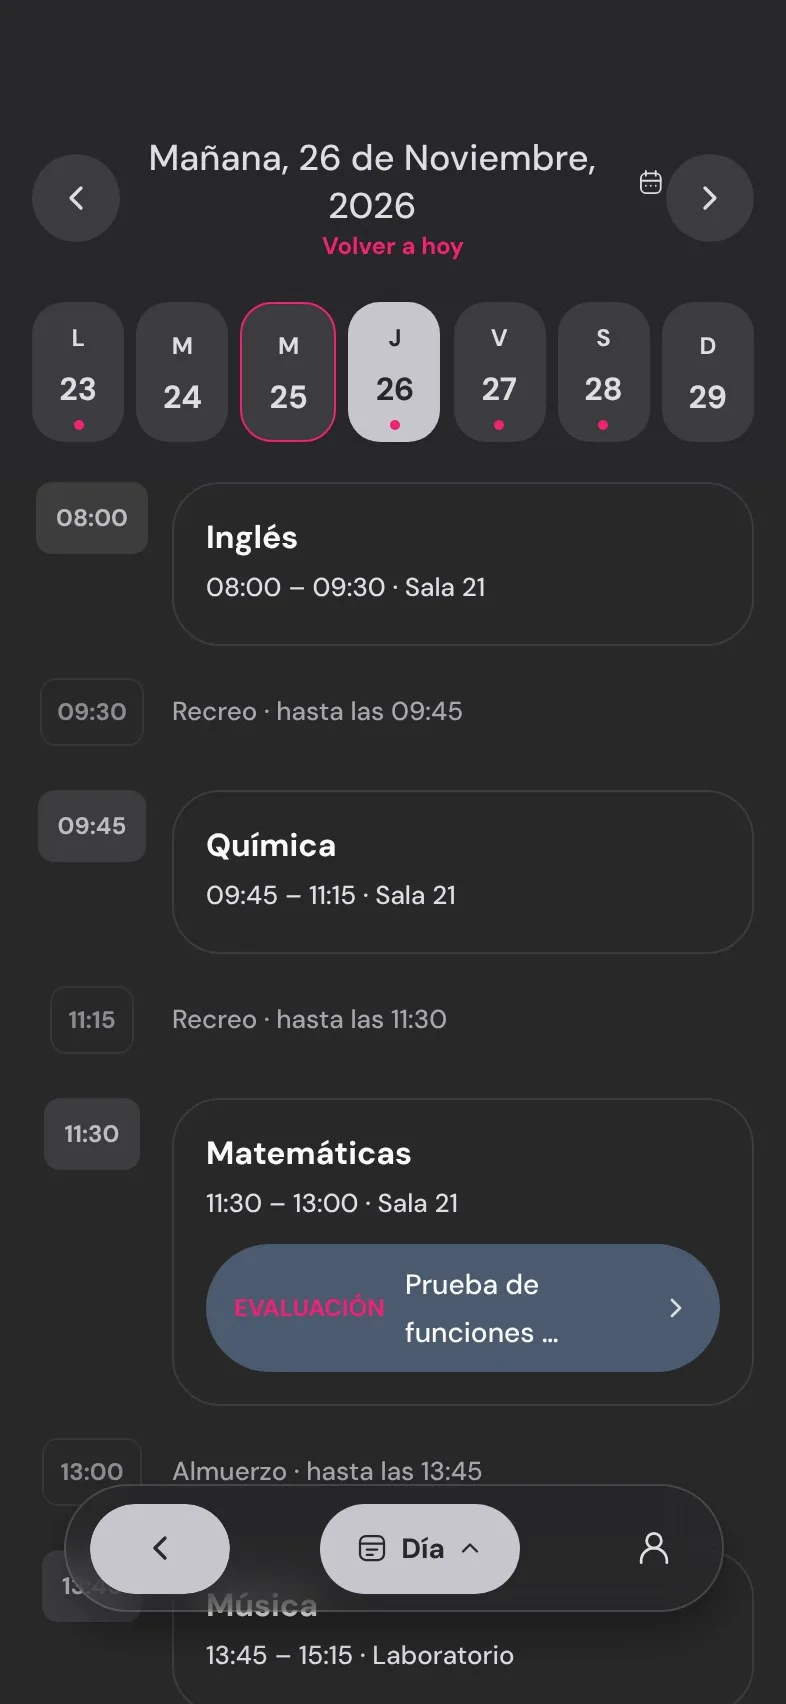 Mañana, 26 de Noviembre,
2026
Volver a hoy
L M M J V S D
23 24 25 26 27 28 29
08:00
Inglés
08:00 – 09:30 · Sala 21
09:30 Recreo · hasta las 09:45
09:45
Química
09:45 – 11:15 · Sala 21
11:15 Recreo · hasta las 11:30
11:30
Matemáticas
11:30 – 13:00 · Sala 21
EVALUACIÓN
Prueba de
funciones ...
13:00 Almuerzo · hasta las 13:45
Día
13:45
Música
13:45 – 15:15 · Laboratorio